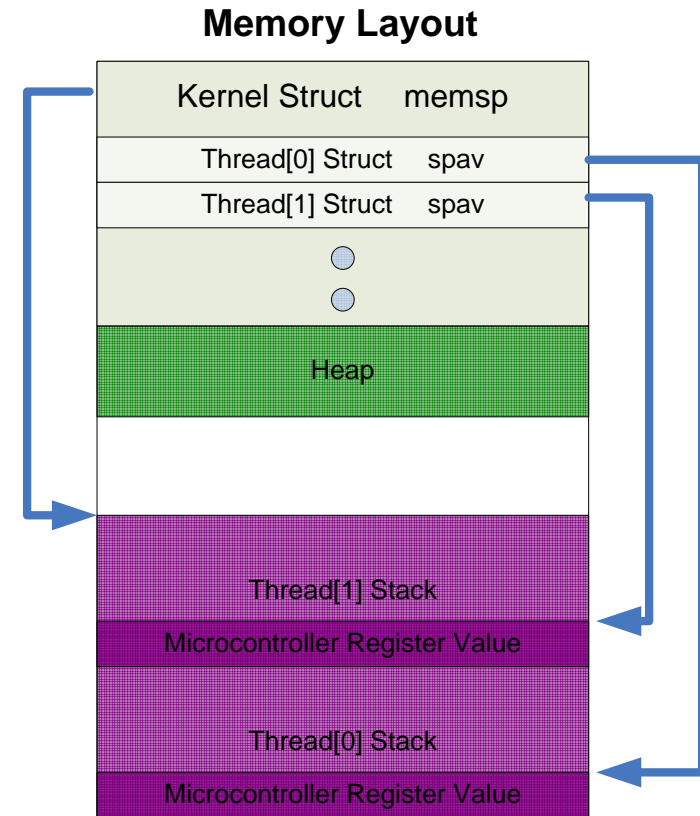 Memory Layout
Kernel Struct memsp
Thread[0] Struct spav
Thread[1] Struct spav
Heap
Thread[1] Stack
Microcontroller Register Value
Thread[0] Stack
Microcontroller Register Value